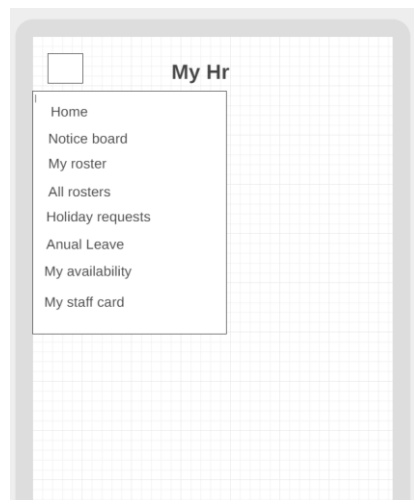 My Hr
Home
Notice board
My roster
All rosters
Holiday requests
Anual Leave
My availability
My staff card